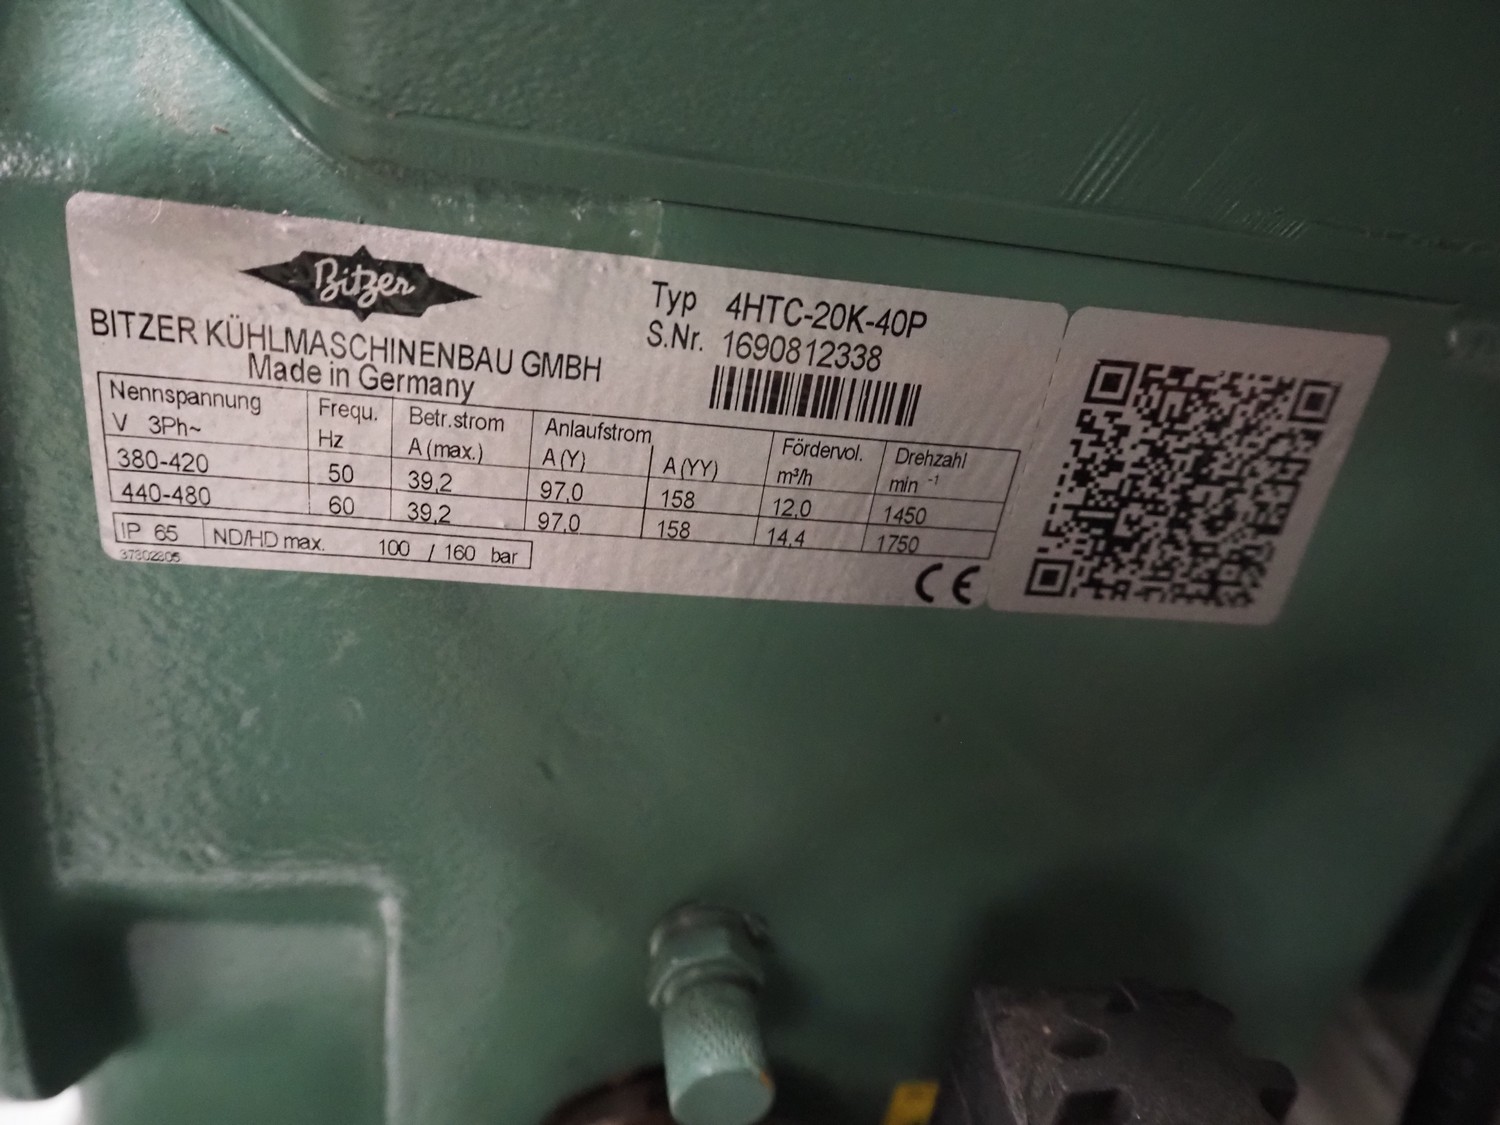 Bitzer
BITZER KÜHLMASCHINENBAU GMBH
Made in Germany
Typ 4HTC-20K-40P
S.Nr. 1690812338
Nennspannung V 3Ph~ Frequ. Hz Betr.strom A (max.) Anlaufstrom A (Y) A (YY) Fördervol. m³/h Drehzahl min -1
380-420 50 39,2 97,0 158 12,0 1450
440-480 60 39,2 97,0 158 14,4 1750
IP 65 ND/HD max. 100 / 160 bar
37302805
CE